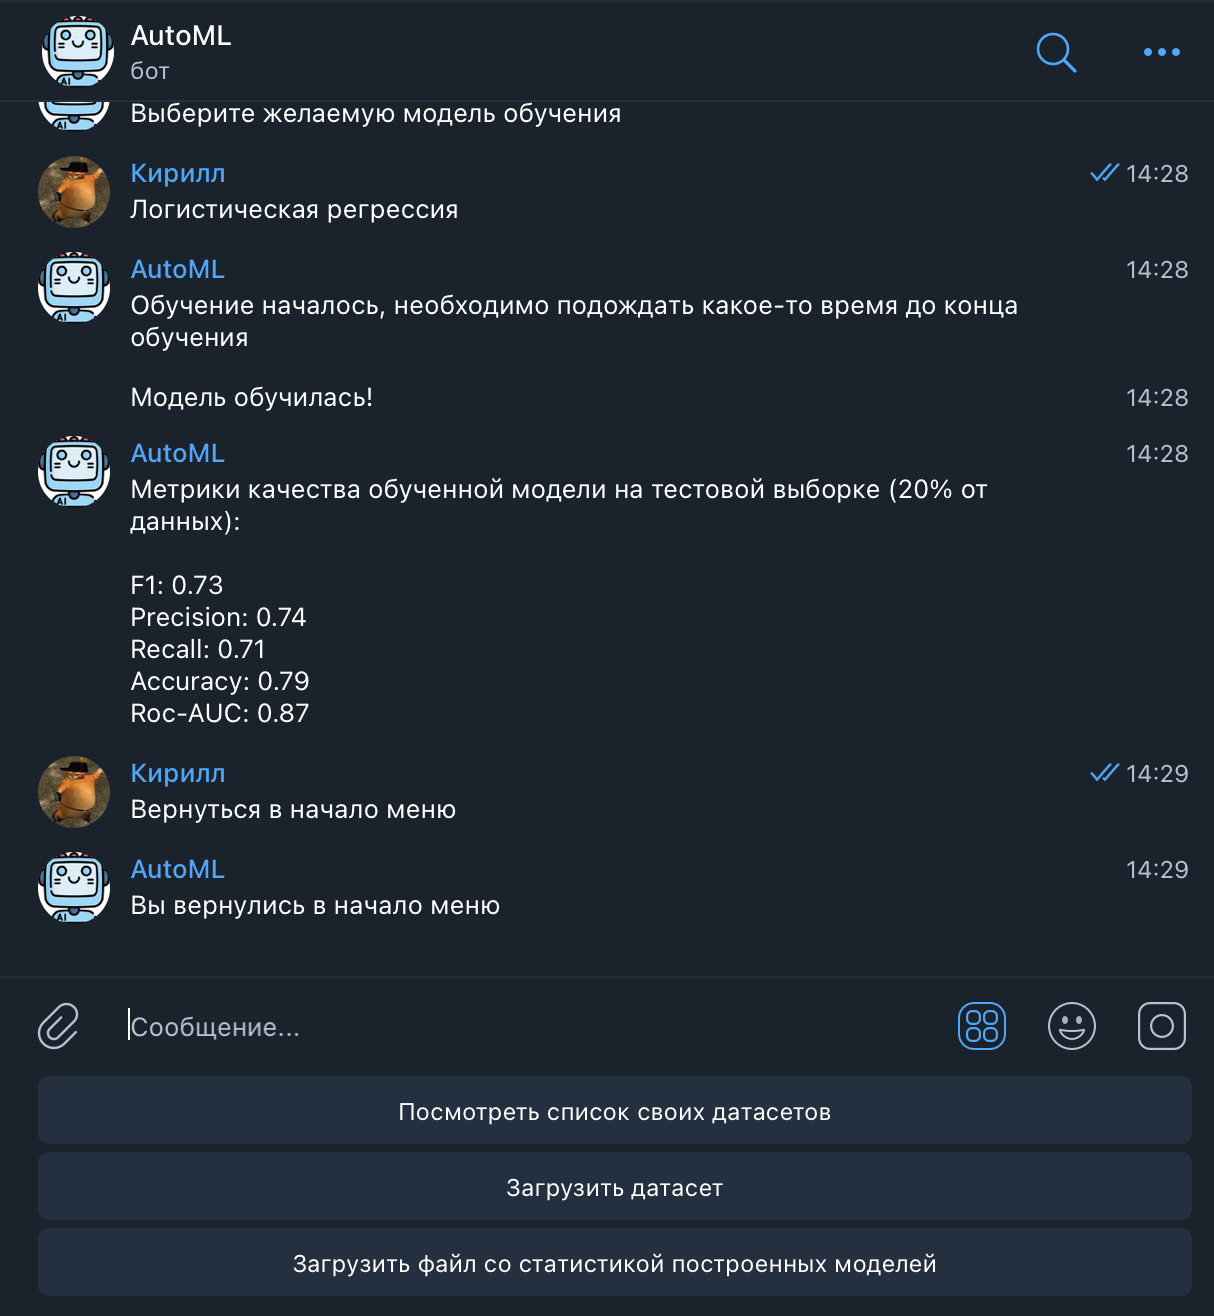 AutoML
бот
Выберите желаемую модель обучения
Кирилл 14:28
Логистическая регрессия
AutoML 14:28
Обучение началось, необходимо подождать какое-то время до конца
обучения
Модель обучилась! 14:28
AutoML 14:28
Метрики качества обученной модели на тестовой выборке (20% от
данных):
F1: 0.73
Precision: 0.74
Recall: 0.71
Accuracy: 0.79
Roc-AUC: 0.87
Кирилл 14:29
Вернуться в начало меню
AutoML 14:29
Вы вернулись в начало меню
Сообщение...
Посмотреть список своих датасетов
Загрузить датасет
Загрузить файл со статистикой построенных моделей